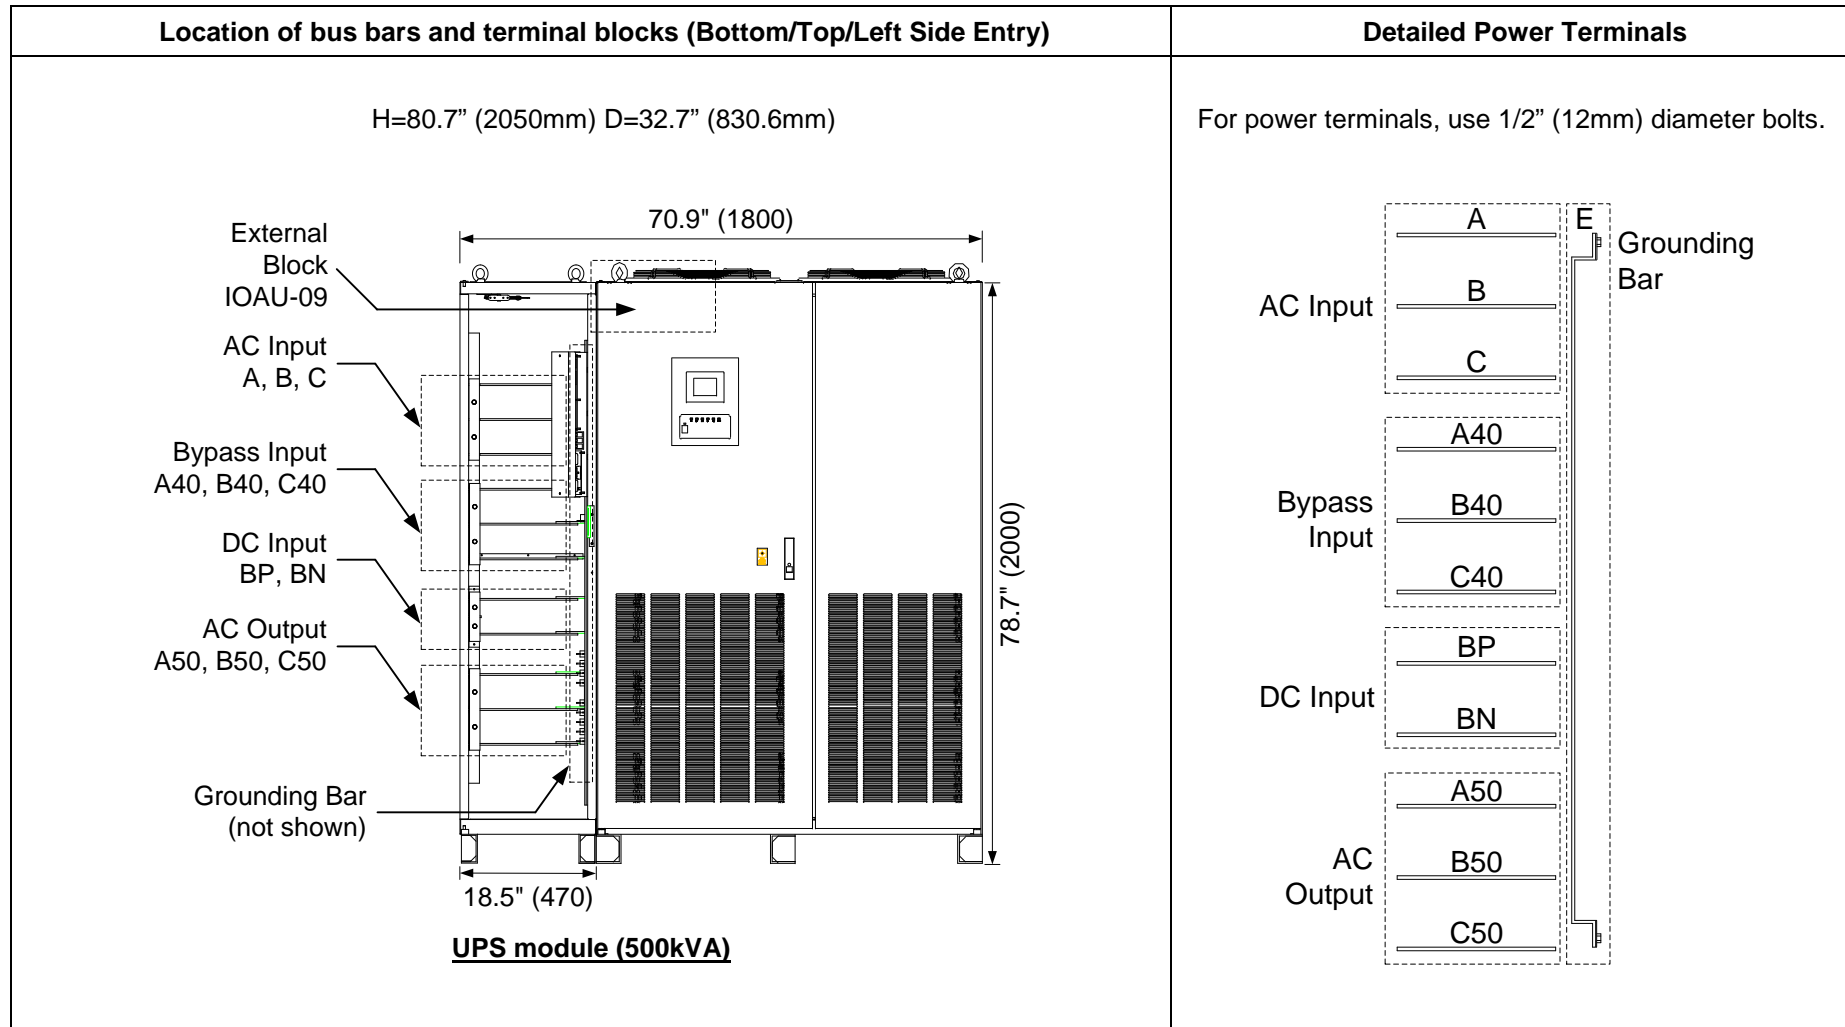 Location of bus bars and terminal blocks (Bottom/Top/Left Side Entry)
Detailed Power Terminals
H=80.7” (2050mm) D=32.7” (830.6mm)
70.9" (1800)
External
Block
IOAU-09
AC Input
A, B, C
Bypass Input
A40, B40, C40
DC Input
BP, BN
AC Output
A50, B50, C50
Grounding Bar
(not shown)
78.7" (2000)
18.5" (470)
UPS module (500kVA)
For power terminals, use 1/2” (12mm) diameter bolts.
A
E
Grounding
Bar
AC Input
B
C
A40
Bypass
Input
B40
C40
BP
DC Input
BN
A50
AC
Output
B50
C50